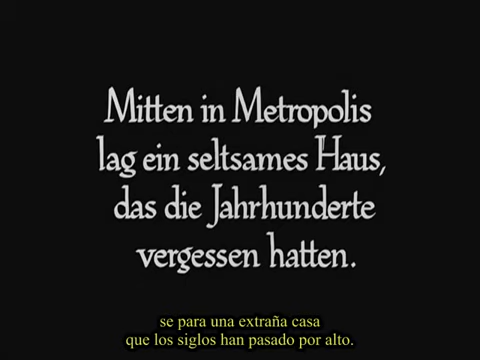 Mitten in Metropolis
lag ein seltsames Haus,
das die Jahrhunderte
vergessen hatten.
se para una extraña casa
que los siglos han pasado por alto.